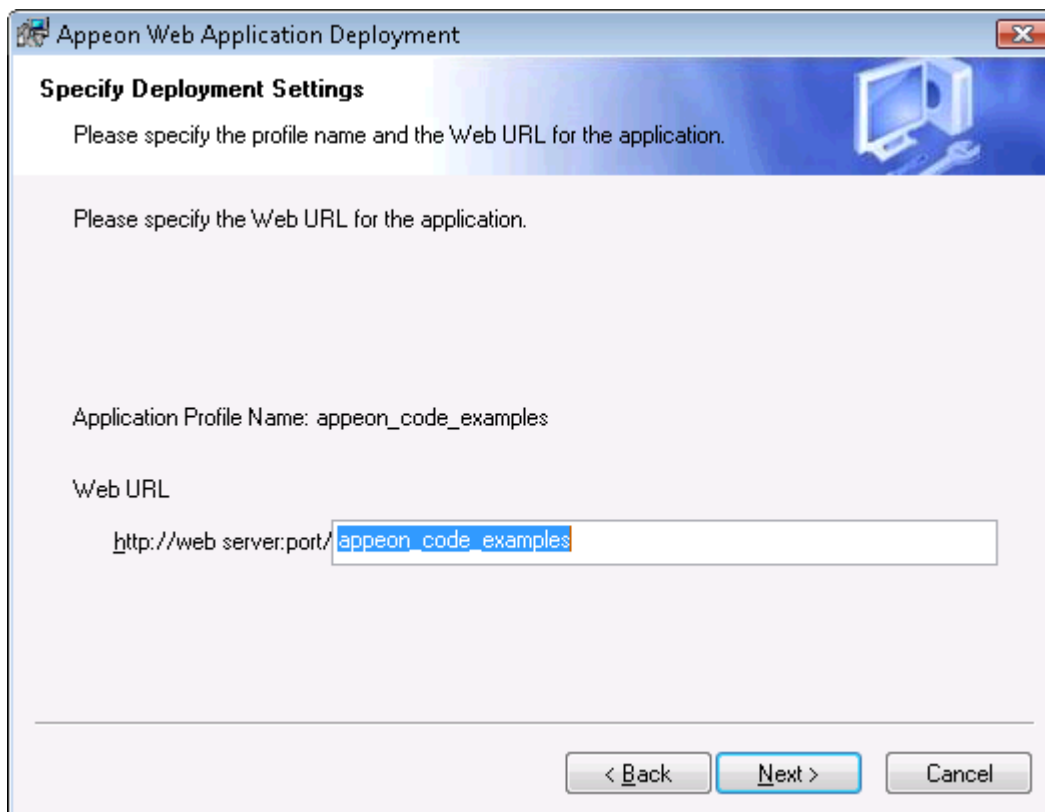 Appeon Web Application Deployment
Specify Deployment Settings
Please specify the profile name and the Web URL for the application.
Please specify the Web URL for the application.
Application Profile Name: appeon_code_examples
Web URL
http://web server:port/ appeon_code_examples
< Back Next > Cancel